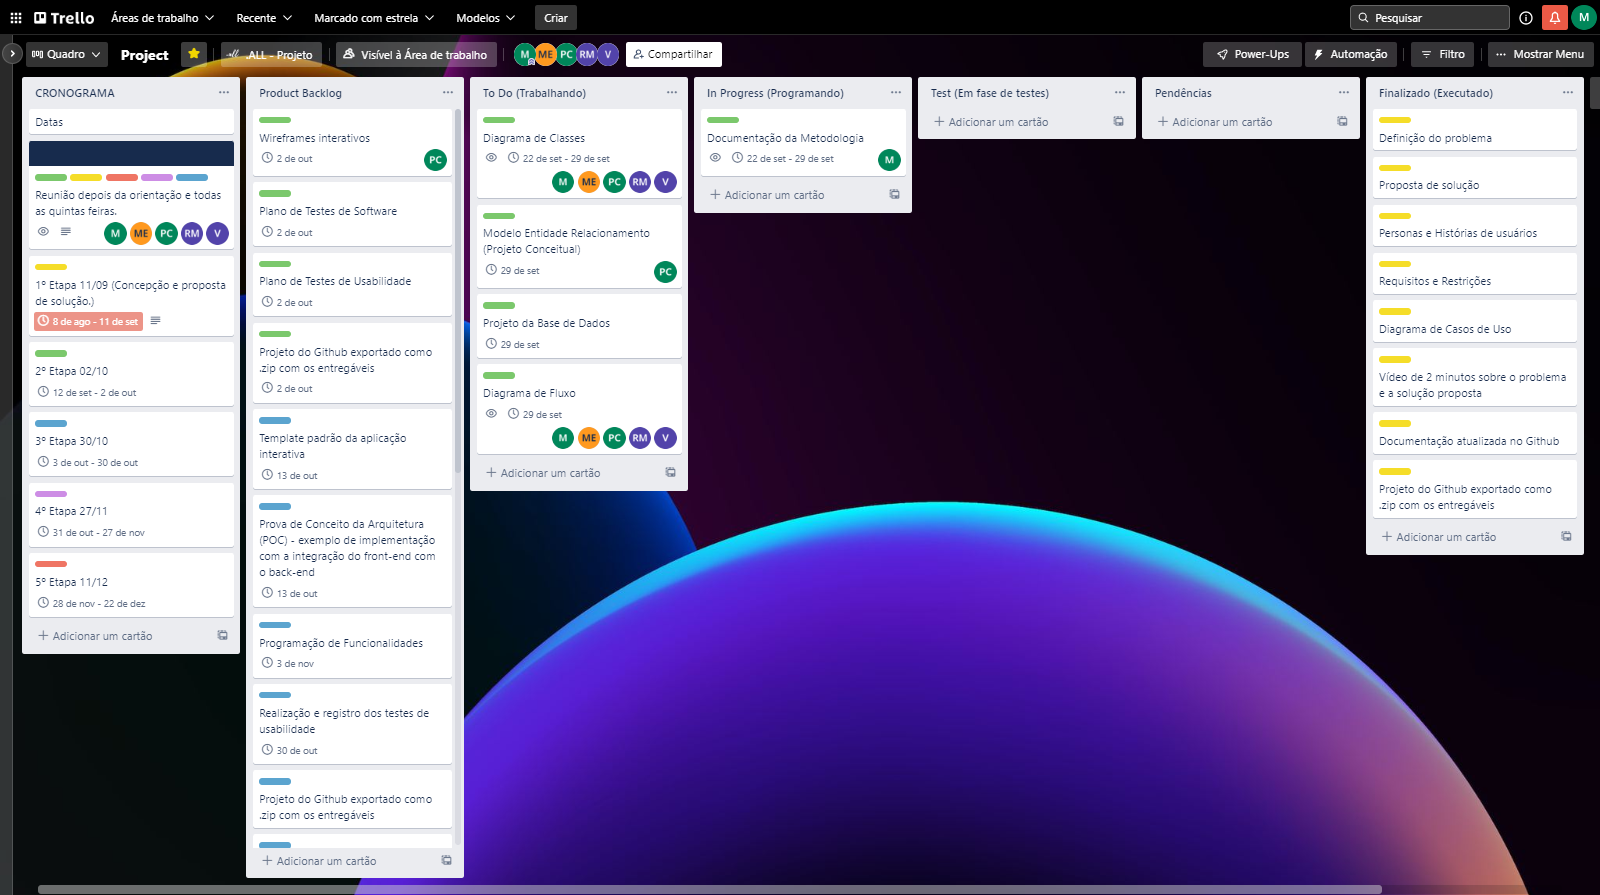 Trello
Áreas de trabalho
Recente
Marcado com estrela
Modelos
Criar
Pesquisar
M
Quadro
Project
.ALL - Projeto
Visível à Área de trabalho
M ME PC RM V
Compartilhar
Power-Ups
Automação
Filtro
Mostrar Menu
CRONOGRAMA
Datas
Reunião depois da orientação e todas
as quintas feiras.
M ME PC RM V
1º Etapa 11/09 (Concepção e proposta
de solução.)
8 de ago - 11 de set
2º Etapa 02/10
12 de set - 2 de out
3º Etapa 30/10
3 de out - 30 de out
4º Etapa 27/11
31 de out - 27 de nov
5º Etapa 11/12
28 de nov - 22 de dez
Adicionar um cartão
Product Backlog
Wireframes interativos
2 de out
PC
Plano de Testes de Software
2 de out
Plano de Testes de Usabilidade
2 de out
Projeto do Github exportado como
.zip com os entregáveis
2 de out
Template padrão da aplicação
interativa
13 de out
Prova de Conceito da Arquitetura
(POC) - exemplo de implementação
com a integração do front-end com
o back-end
13 de out
Programação de Funcionalidades
3 de nov
Realização e registro dos testes de
usabilidade
30 de out
Projeto do Github exportado como
.zip com os entregáveis
Adicionar um cartão
To Do (Trabalhando)
Diagrama de Classes
22 de set - 29 de set
M ME PC RM V
Modelo Entidade Relacionamento
(Projeto Conceitual)
29 de set
PC
Projeto da Base de Dados
29 de set
Diagrama de Fluxo
29 de set
M ME PC RM V
Adicionar um cartão
In Progress (Programando)
Documentação da Metodologia
22 de set - 29 de set
M
Adicionar um cartão
Test (Em fase de testes)
Adicionar um cartão
Pendências
Adicionar um cartão
Finalizado (Executado)
Definição do problema
Proposta de solução
Personas e Histórias de usuários
Requisitos e Restrições
Diagrama de Casos de Uso
Vídeo de 2 minutos sobre o problema
e a solução proposta
Documentação atualizada no Github
Projeto do Github exportado como
.zip com os entregáveis
Adicionar um cartão